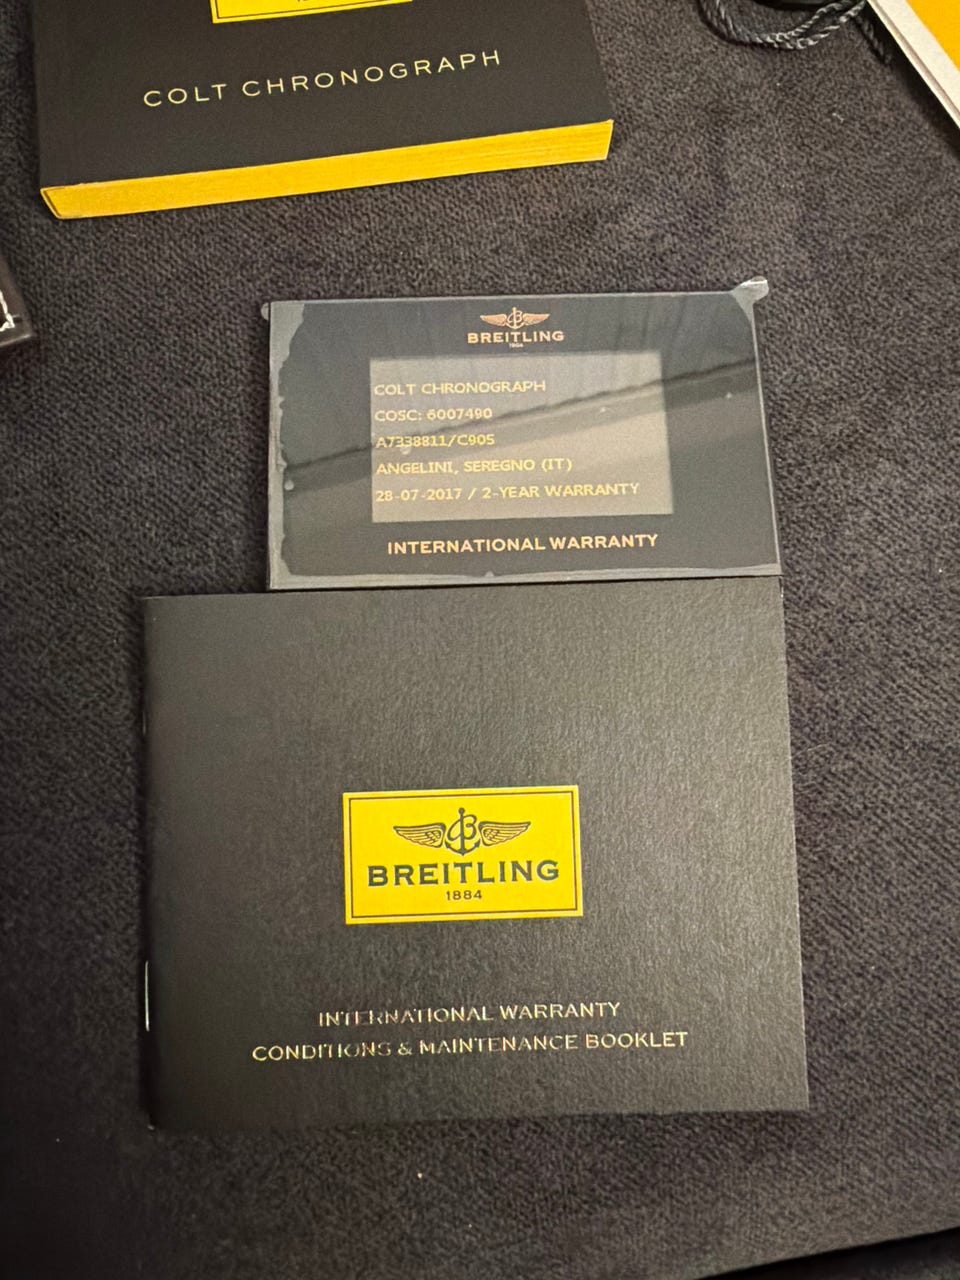 COLT CHRONOGRAPH
BREITLING
1884
COLT CHRONOGRAPH
COSC: 6007490
A7338811/C905
ANGELINI, SEREGNO (IT)
28-07-2017 / 2-YEAR WARRANTY
INTERNATIONAL WARRANTY
B
BREITLING
1884
INTERNATIONAL WARRANTY
CONDITIONS & MAINTENANCE BOOKLET